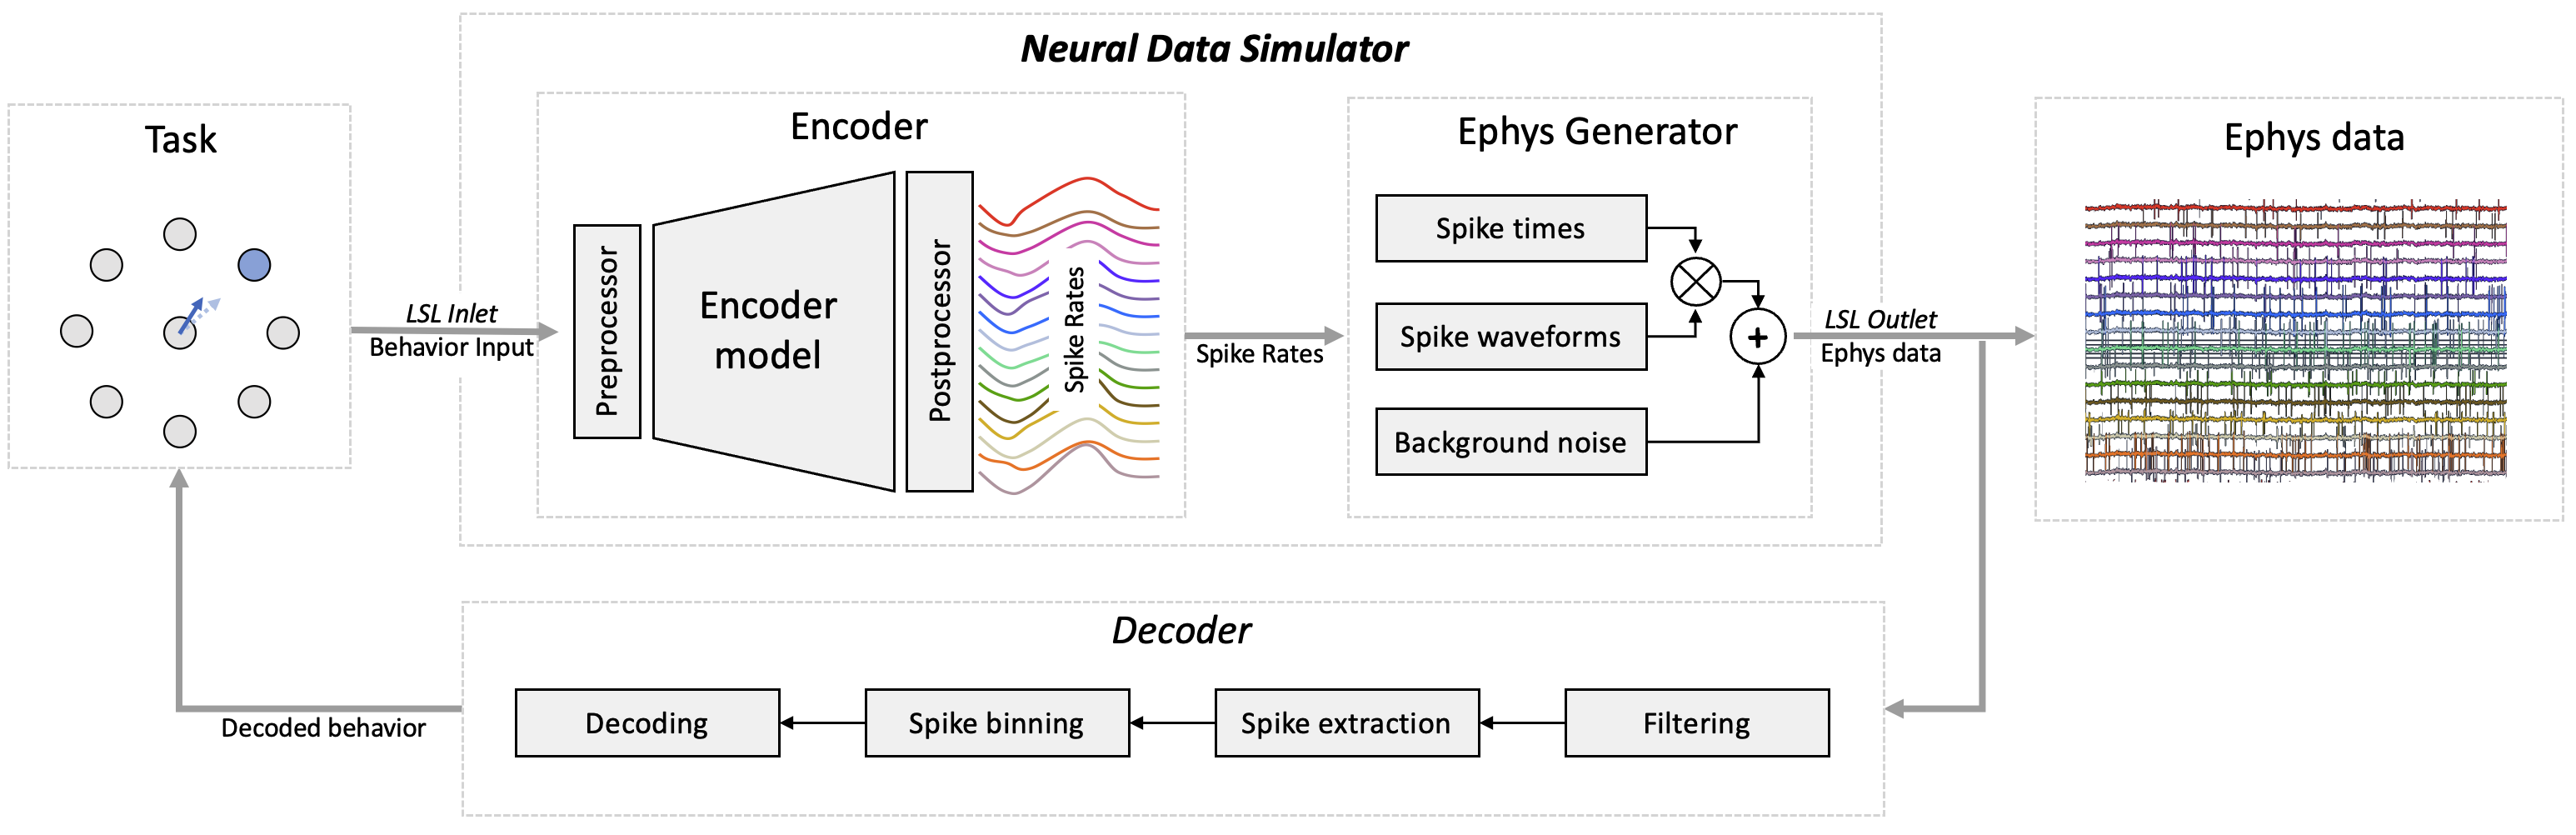 Neural Data Simulator
Task
Encoder
Ephys Generator
Ephys data
LSL Inlet
Behavior Input
Preprocessor
Encoder
model
Postprocessor
Spike Rates
Spike Rates
Spike times
Spike waveforms
Background noise
+
LSL Outlet
Ephys data
Decoder
Decoded behavior
Decoding
Spike binning
Spike extraction
Filtering